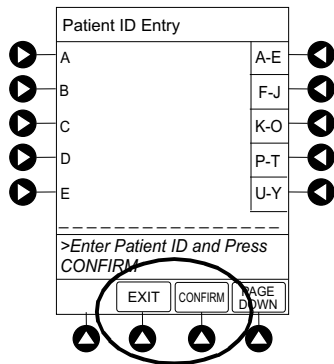 Patient ID Entry
A A-E
B F-J
C K-O
D P-T
E U-Y
>Enter Patient ID and Press
CONFIRM
EXIT CONFIRM PAGE
DOWN